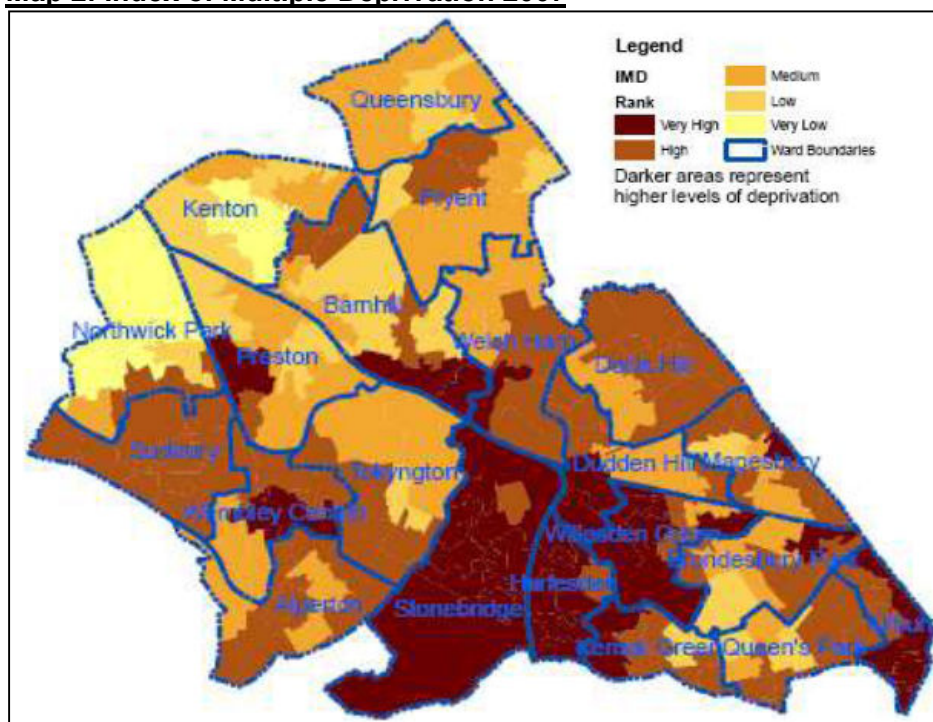 Map 2: Index of Multiple Deprivation 2007
Legend
IMD
Rank
Very High
High
Medium
Low
Very Low
Ward Boundaries
Darker areas represent
higher levels of deprivation
Queensbury
Fryent
Kenton
Barnhill
Northwick Park
Preston
Welsh Harp
Dollis Hill
Sudbury
Tokyngton
Dudden Hill
Mapesbury
Wembley Central
Willesden Green
Brondesbury Park
Alperton
Stonebridge
Harlesden
Kensal Green
Queen's Park